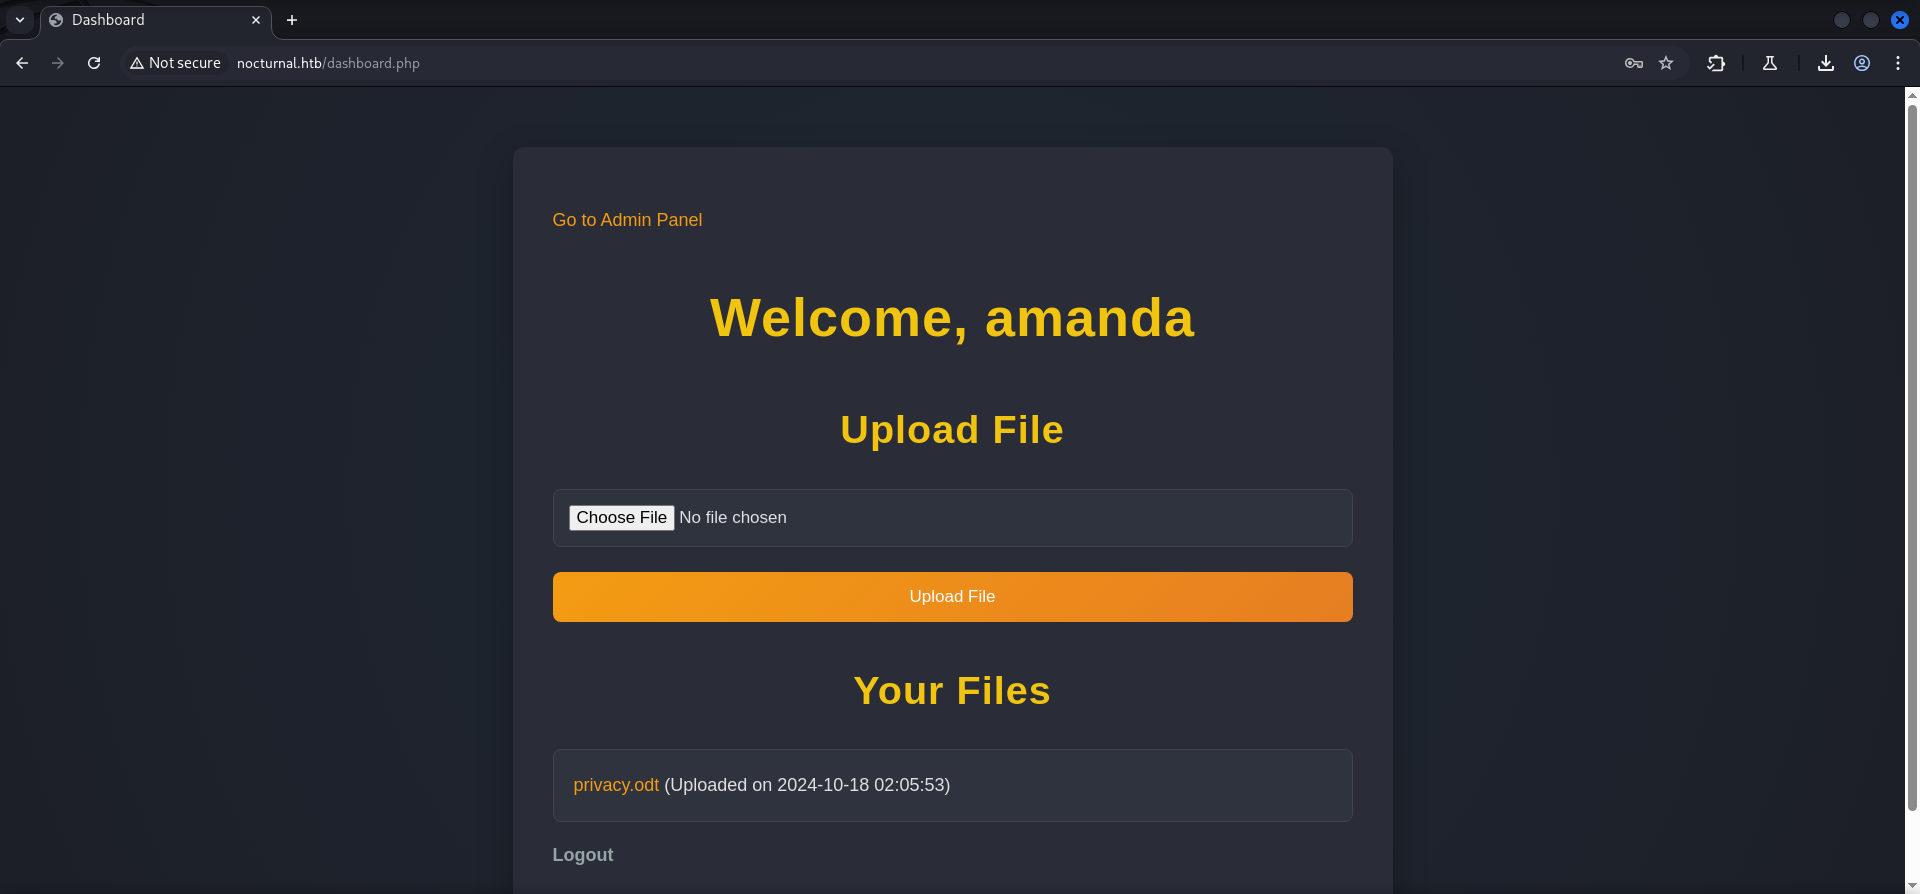 Dashboard
Not secure nocturnal.htb/dashboard.php
Go to Admin Panel
Welcome, amanda
Upload File
Choose File No file chosen
Upload File
Your Files
privacy.odt (Uploaded on 2024-10-18 02:05:53)
Logout